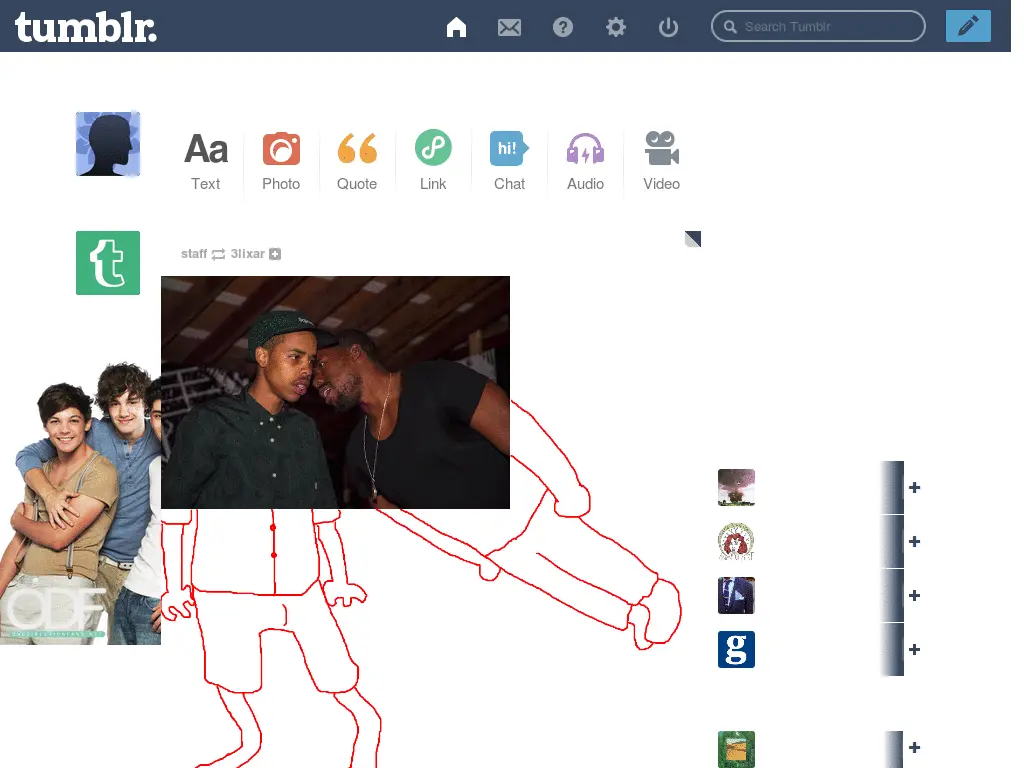 tumblr.
Search Tumblr
Aa
hi!
Text
Photo
Quote
Link
Chat
Audio
Video
t
staff 3lixar
ODF
g